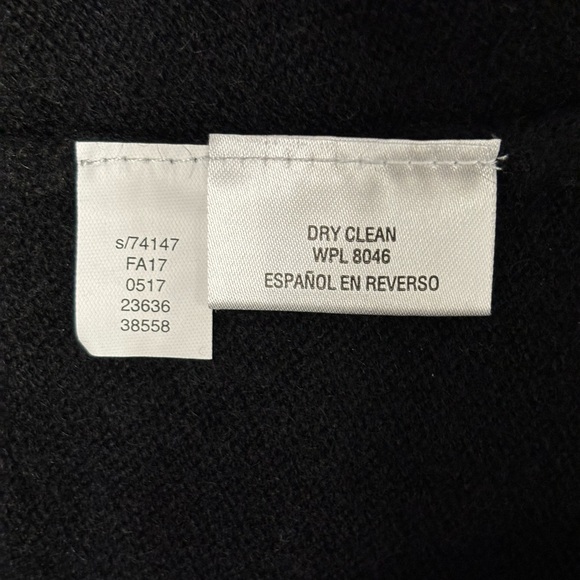 s/74147
FA17
0517
23636
38558
DRY CLEAN
WPL 8046
ESPAÑOL EN REVERSO